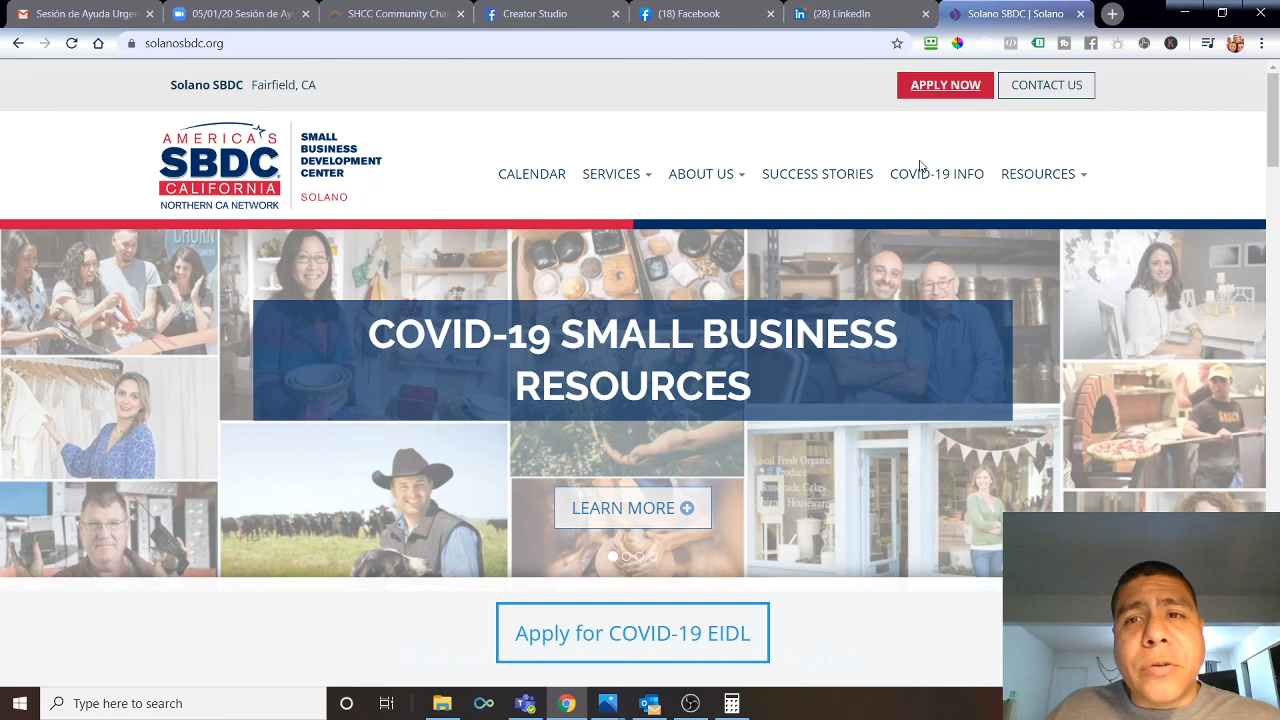 Sesión de Ayuda Urgen
05/01/20 Sesión de Ay
SHCC Community Cha
Creator Studio
(18) Facebook
(28) LinkedIn
Solano SBDC | Solano
solanosbdc.org
Solano SBDC Fairfield, CA
APPLY NOW
CONTACT US
AMERICA'S
SBDC
CALIFORNIA
NORTHERN CA NETWORK
SMALL
BUSINESS
DEVELOPMENT
CENTER
SOLANO
CALENDAR
SERVICES
ABOUT US
SUCCESS STORIES
COVID-19 INFO
RESOURCES
COVID-19 SMALL BUSINESS
RESOURCES
LEARN MORE
Apply for COVID-19 EIDL
Type here to search